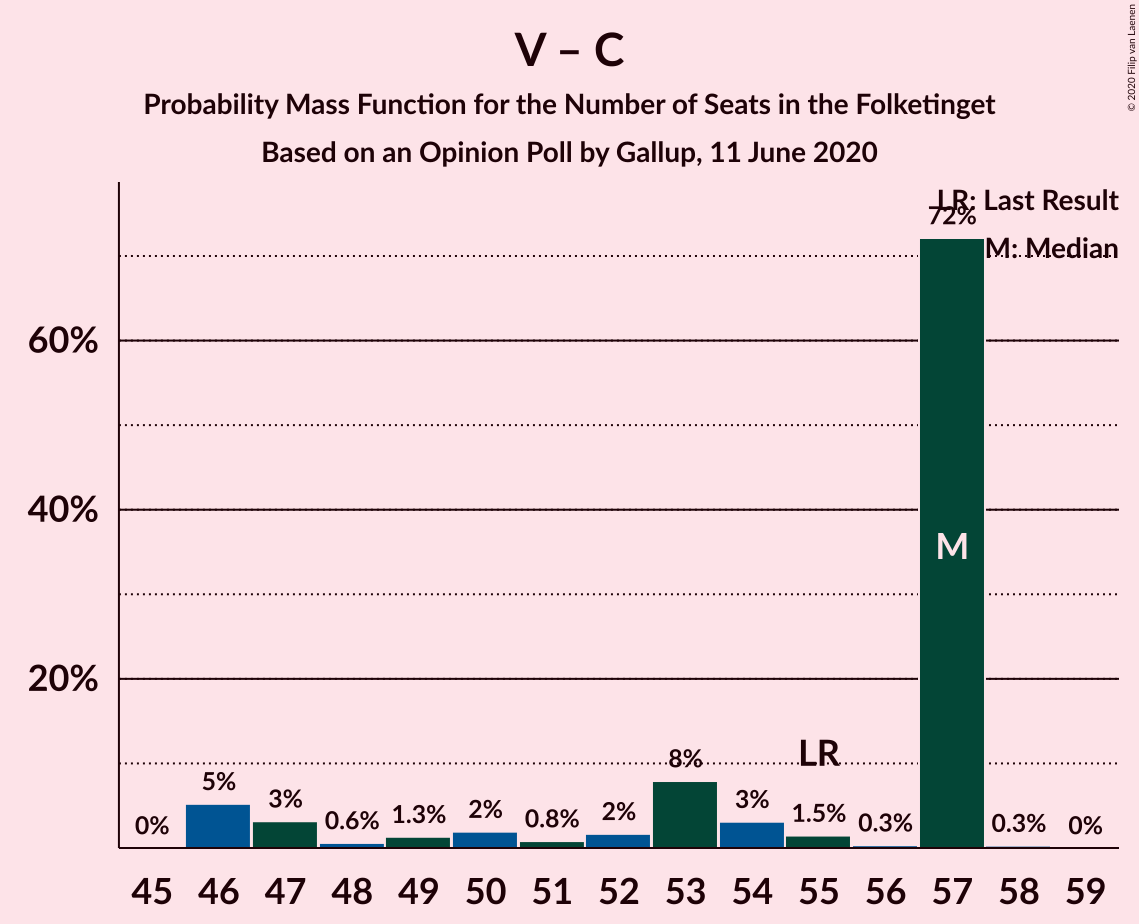 V – C
Probability Mass Function for the Number of Seats in the Folketinget
Based on an Opinion Poll by Gallup, 11 June 2020
© 2020 Filip van Laenen
LR: Last Result
M: Median
72%
60%
40%
20%
M
LR
0%
5%
3%
0.6%
1.3%
2%
0.8%
2%
8%
3%
1.5%
0.3%
0.3%
0%
45 46 47 48 49 50 51 52 53 54 55 56 57 58 59